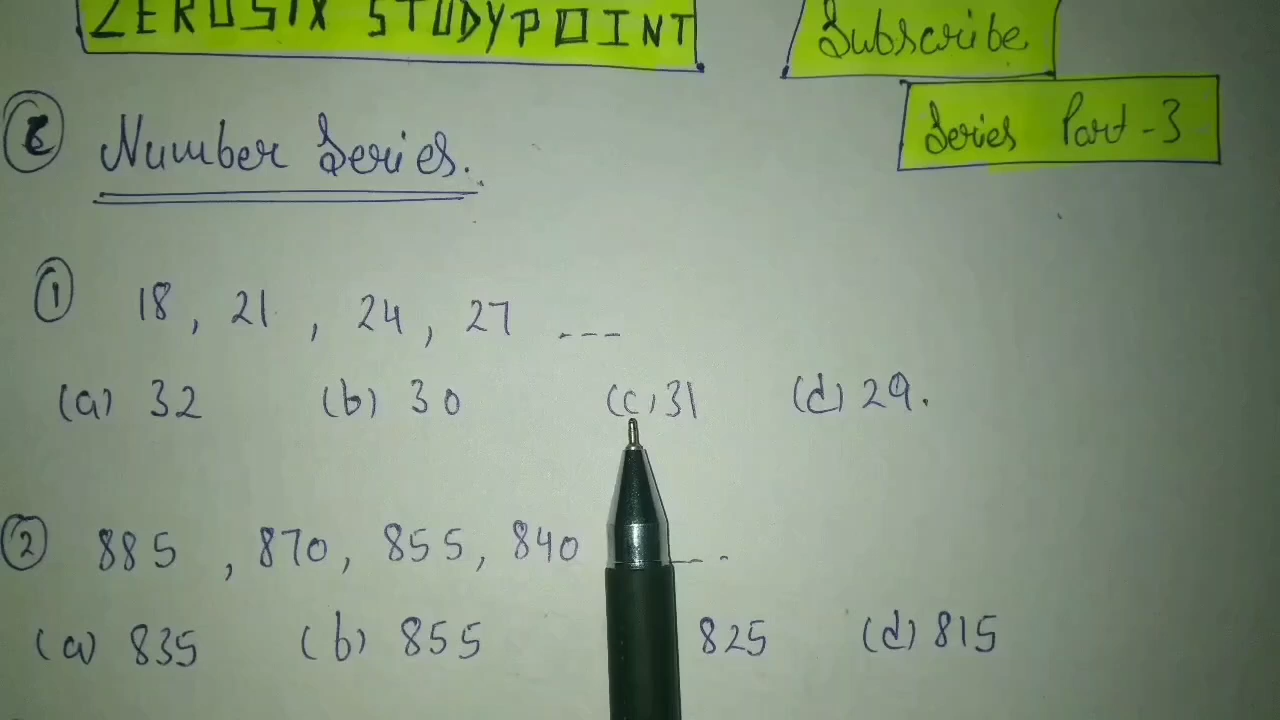 ZEROSIX STUDYPOINT
Subscribe
Series Part-3
Number Series.
① 18, 21, 24, 27 ---
(a) 32 (b) 30 (c) 31 (d) 29.
② 885, 870, 855, 840 --.
(a) 835 (b) 855 825 (d) 815